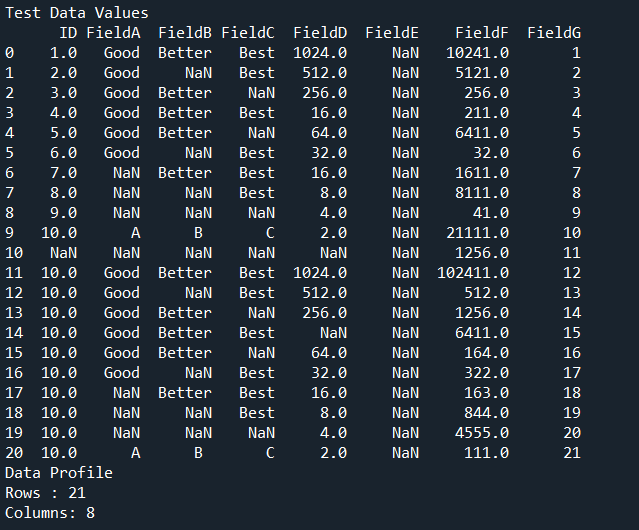 Test Data Values
ID FieldA FieldB FieldC FieldD FieldE FieldF FieldG
0 1.0 Good Better Best 1024.0 NaN 10241.0 1
1 2.0 Good NaN Best 512.0 NaN 5121.0 2
2 3.0 Good Better NaN 256.0 NaN 256.0 3
3 4.0 Good Better Best 16.0 NaN 211.0 4
4 5.0 Good Better NaN 64.0 NaN 6411.0 5
5 6.0 Good NaN Best 32.0 NaN 32.0 6
6 7.0 NaN Better Best 16.0 NaN 1611.0 7
7 8.0 NaN NaN Best 8.0 NaN 8111.0 8
8 9.0 NaN NaN NaN 4.0 NaN 41.0 9
9 10.0 A B C 2.0 NaN 21111.0 10
10 NaN NaN NaN NaN NaN NaN 1256.0 11
11 10.0 Good Better Best 1024.0 NaN 102411.0 12
12 10.0 Good NaN Best 512.0 NaN 512.0 13
13 10.0 Good Better NaN 256.0 NaN 1256.0 14
14 10.0 Good Better Best NaN NaN 6411.0 15
15 10.0 Good Better NaN 64.0 NaN 164.0 16
16 10.0 Good NaN Best 32.0 NaN 322.0 17
17 10.0 NaN Better Best 16.0 NaN 163.0 18
18 10.0 NaN NaN Best 8.0 NaN 844.0 19
19 10.0 NaN NaN NaN 4.0 NaN 4555.0 20
20 10.0 A B C 2.0 NaN 111.0 21
Data Profile
Rows : 21
Columns: 8